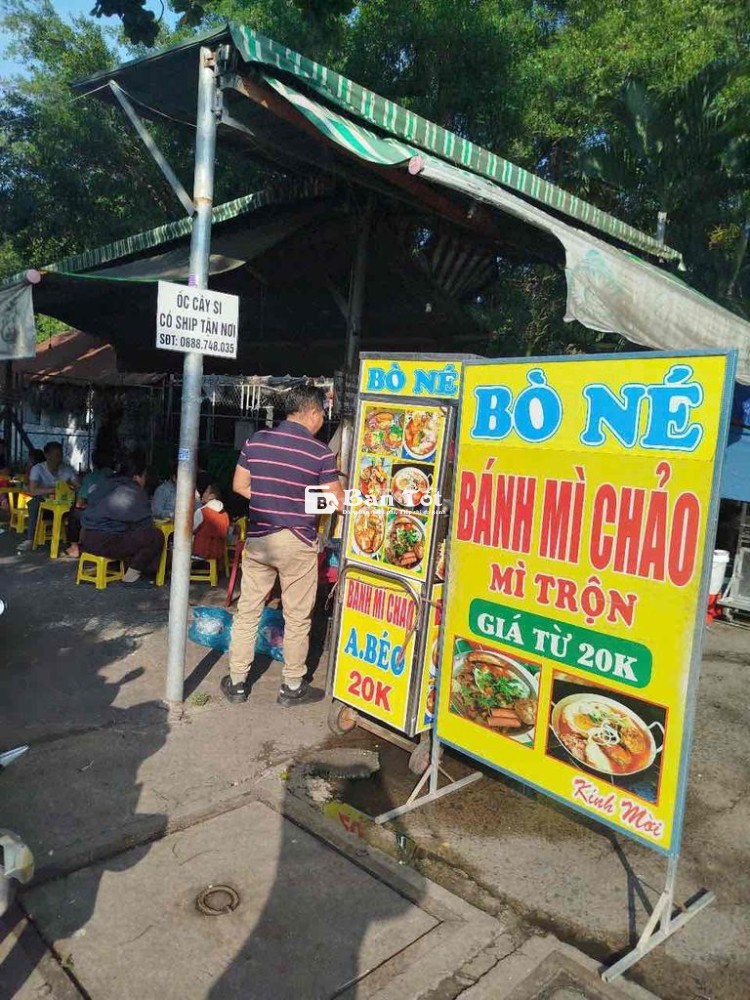 ỐC CÂY SI
CÓ SHIP TẬN NƠI
SĐT: 0888.748.035
BÒ NÉ
BÁNH MÌ CHẢO
A.BÉO
20K
BÒ NÉ
BÁNH MÌ CHẢO
MÌ TRỘN
GIÁ TỪ 20K
Kính Mời
Bán Tốt